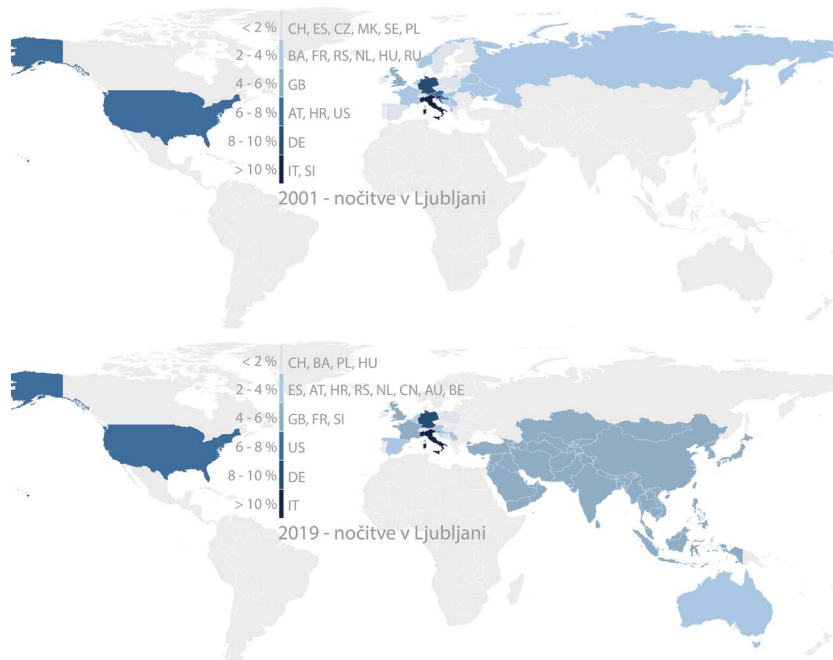 < 2 % CH, ES, CZ, MK, SE, PL
2 - 4 % BA, FR, RS, NL, HU, RU
4 - 6 % GB
6 - 8 % AT, HR, US
8 - 10 % DE
> 10 % IT, SI
2001 - nočitve v Ljubljani
< 2 % CH, BA, PL, HU
2 - 4 % ES, AT, HR, RS, NL, CN, AU, BE
4 - 6 % GB, FR, SI
6 - 8 % US
8 - 10 % DE
> 10 % IT
2019 - nočitve v Ljubljani